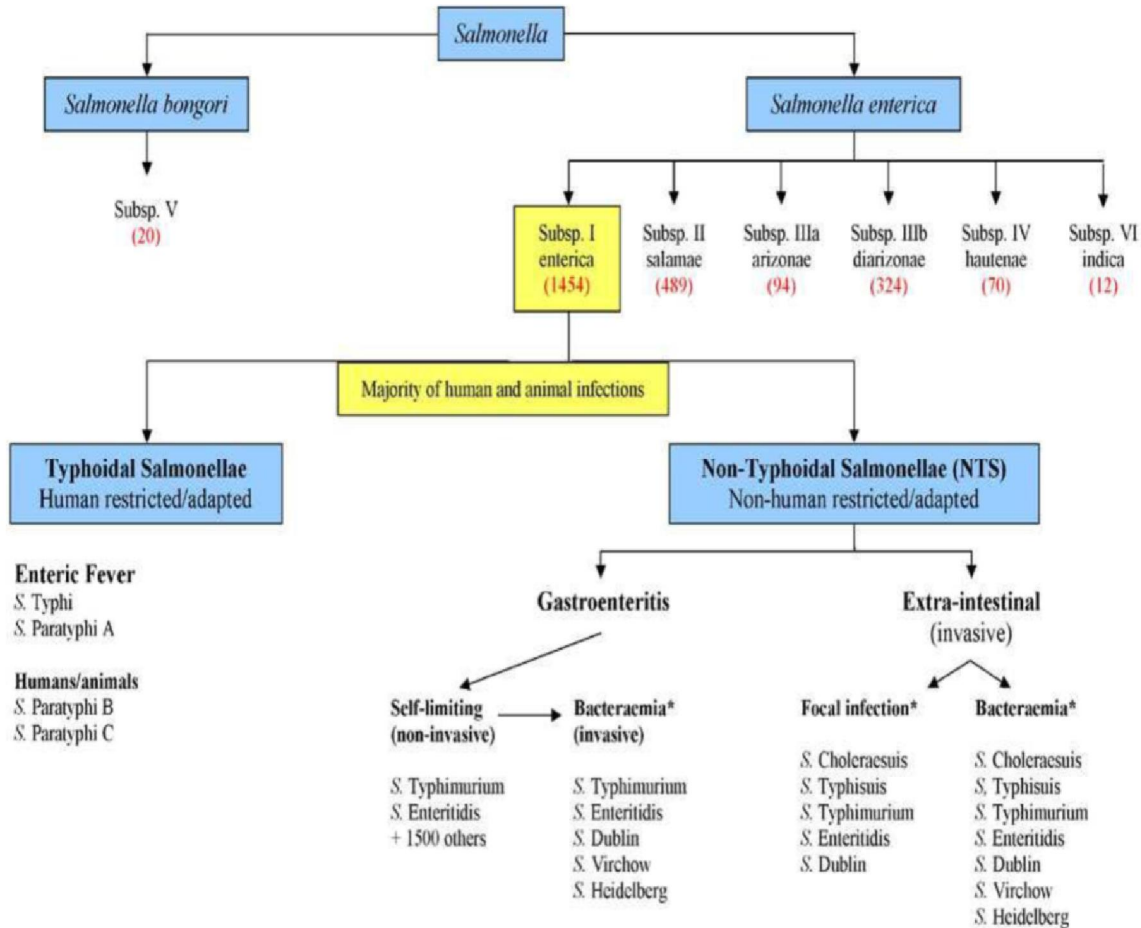 Salmonella
Salmonella bongori
Salmonella enterica
Subsp. V
(20)
Subsp. I
enterica
(1454)
Subsp. II
salamae
(489)
Subsp. IIIa
arizonae
(94)
Subsp. IIIb
diarizonae
(324)
Subsp. IV
hautenae
(70)
Subsp. VI
indica
(12)
Majority of human and animal infections
Typhoidal Salmonellae
Human restricted/adapted
Non-Typhoidal Salmonellae (NTS)
Non-human restricted/adapted
Enteric Fever
S. Typhi
S. Paratyphi A
Humans/animals
S. Paratyphi B
S. Paratyphi C
Gastroenteritis
Extra-intestinal
(invasive)
Self-limiting
(non-invasive)
S. Typhimurium
S. Enteritidis
+ 1500 others
Bacteraemia*
(invasive)
S. Typhimurium
S. Enteritidis
S. Dublin
S. Virchow
S. Heidelberg
Focal infection*
S. Choleraesuis
S. Typhisuis
S. Typhimurium
S. Enteritidis
S. Dublin
Bacteraemia*
S. Choleraesuis
S. Typhisuis
S. Typhimurium
S. Enteritidis
S. Dublin
S. Virchow
S. Heidelberg